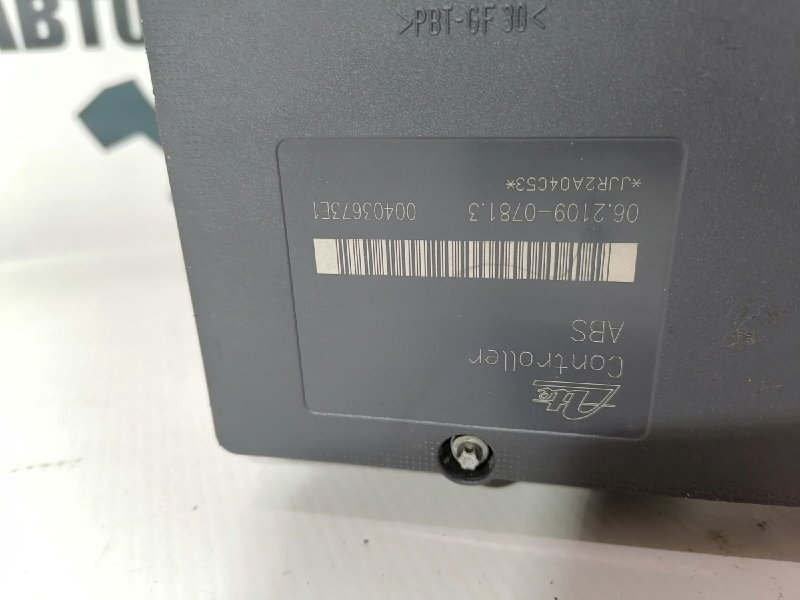 АВТО
>PBT-GF 30<
Ate
Controller
ABS
06.2109-0781.3 00403673E1
*JJR2A04C53*